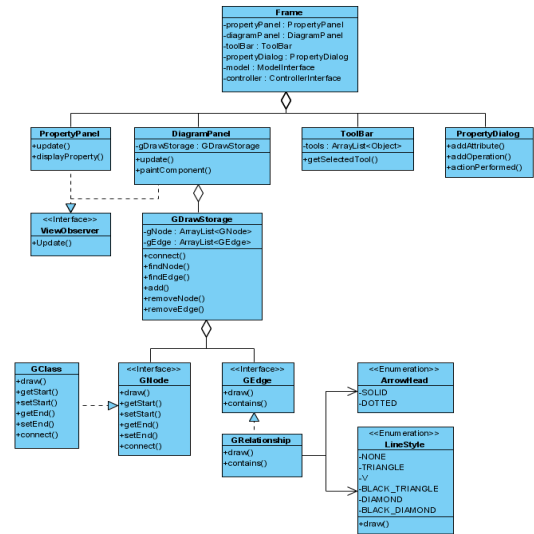 Frame
-propertyPanel : PropertyPanel
-diagramPanel : DiagramPanel
-toolBar : ToolBar
-propertyDialog : PropertyDialog
-model : ModelInterface
-controller : ControllerInterface
PropertyPanel
+update()
+displayProperty()
DiagramPanel
-gDrawStorage : GDrawStorage
+update()
+paintComponent()
ToolBar
-tools : ArrayList<Object>
+getSelectedTool()
PropertyDialog
+addAttribute()
+addOperation()
+actionPerformed()
<<Interface>>
ViewObserver
+Update()
GDrawStorage
-gNode : ArrayList<GNode>
-gEdge : ArrayList<GEdge>
+connect()
+findNode()
+findEdge()
+add()
+removeNode()
+removeEdge()
GClass
+draw()
+getStart()
+setStart()
+getEnd()
+setEnd()
+connect()
<<Interface>>
GNode
+draw()
+getStart()
+setStart()
+getEnd()
+setEnd()
+connect()
<<Interface>>
GEdge
+draw()
+contains()
<<Enumeration>>
ArrowHead
-SOLID
-DOTTED
GRelationship
+draw()
+contains()
<<Enumeration>>
LineStyle
-NONE
-TRIANGLE
-V
-BLACK_TRIANGLE
-DIAMOND
-BLACK_DIAMOND
+draw()